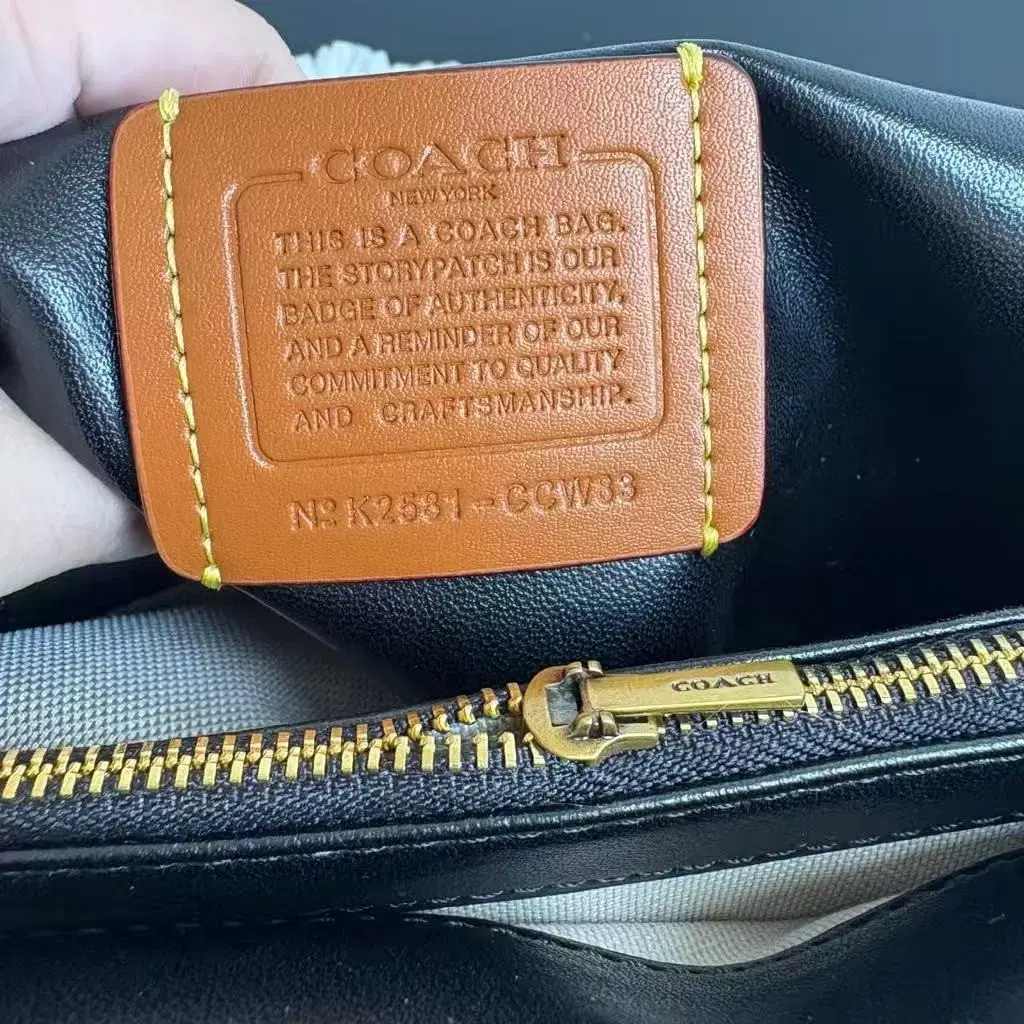 COACH
NEW YORK
THIS IS A COACH BAG.
THE STORYPATCH IS OUR
BADGE OF AUTHENTICITY,
AND A REMINDER OF OUR
COMMITMENT TO QUALITY
AND CRAFTSMANSHIP.
Nº K2581-CCW83
COACH